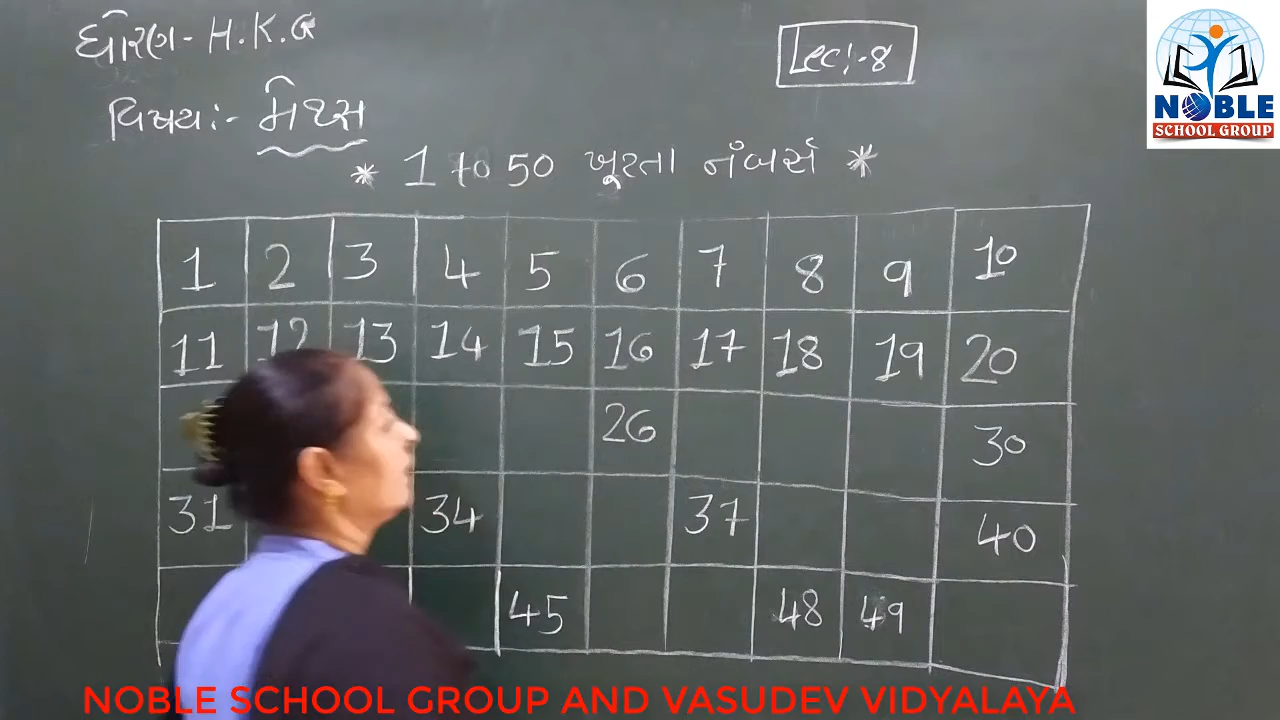 ધોરણ- H.K.G
Lec:-8
વિષય:- મેથ્સ
* 1 to 50 ખૂટતા નંબર્સ *
1 2 3 4 5 6 7 8 9 10
11 12 13 14 15 16 17 18 19 20
26 30
31 34 37 40
45 48 49
NOBLE
SCHOOL GROUP
NOBLE SCHOOL GROUP AND VASUDEV VIDYALAYA